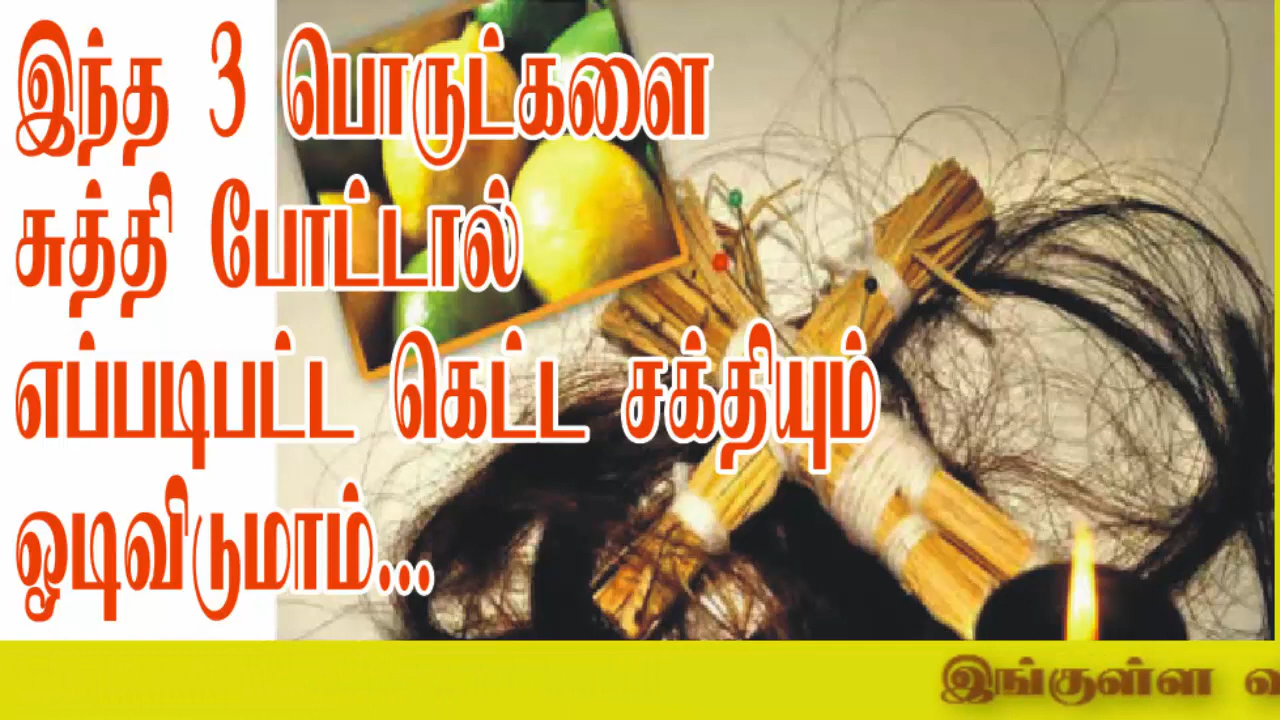 இந்த 3 பொருட்களை
சுத்தி போட்டால்
எப்படிபட்ட கெட்ட சக்தியும்
ஓடிவிடுமாம்...
இங்குள்ள